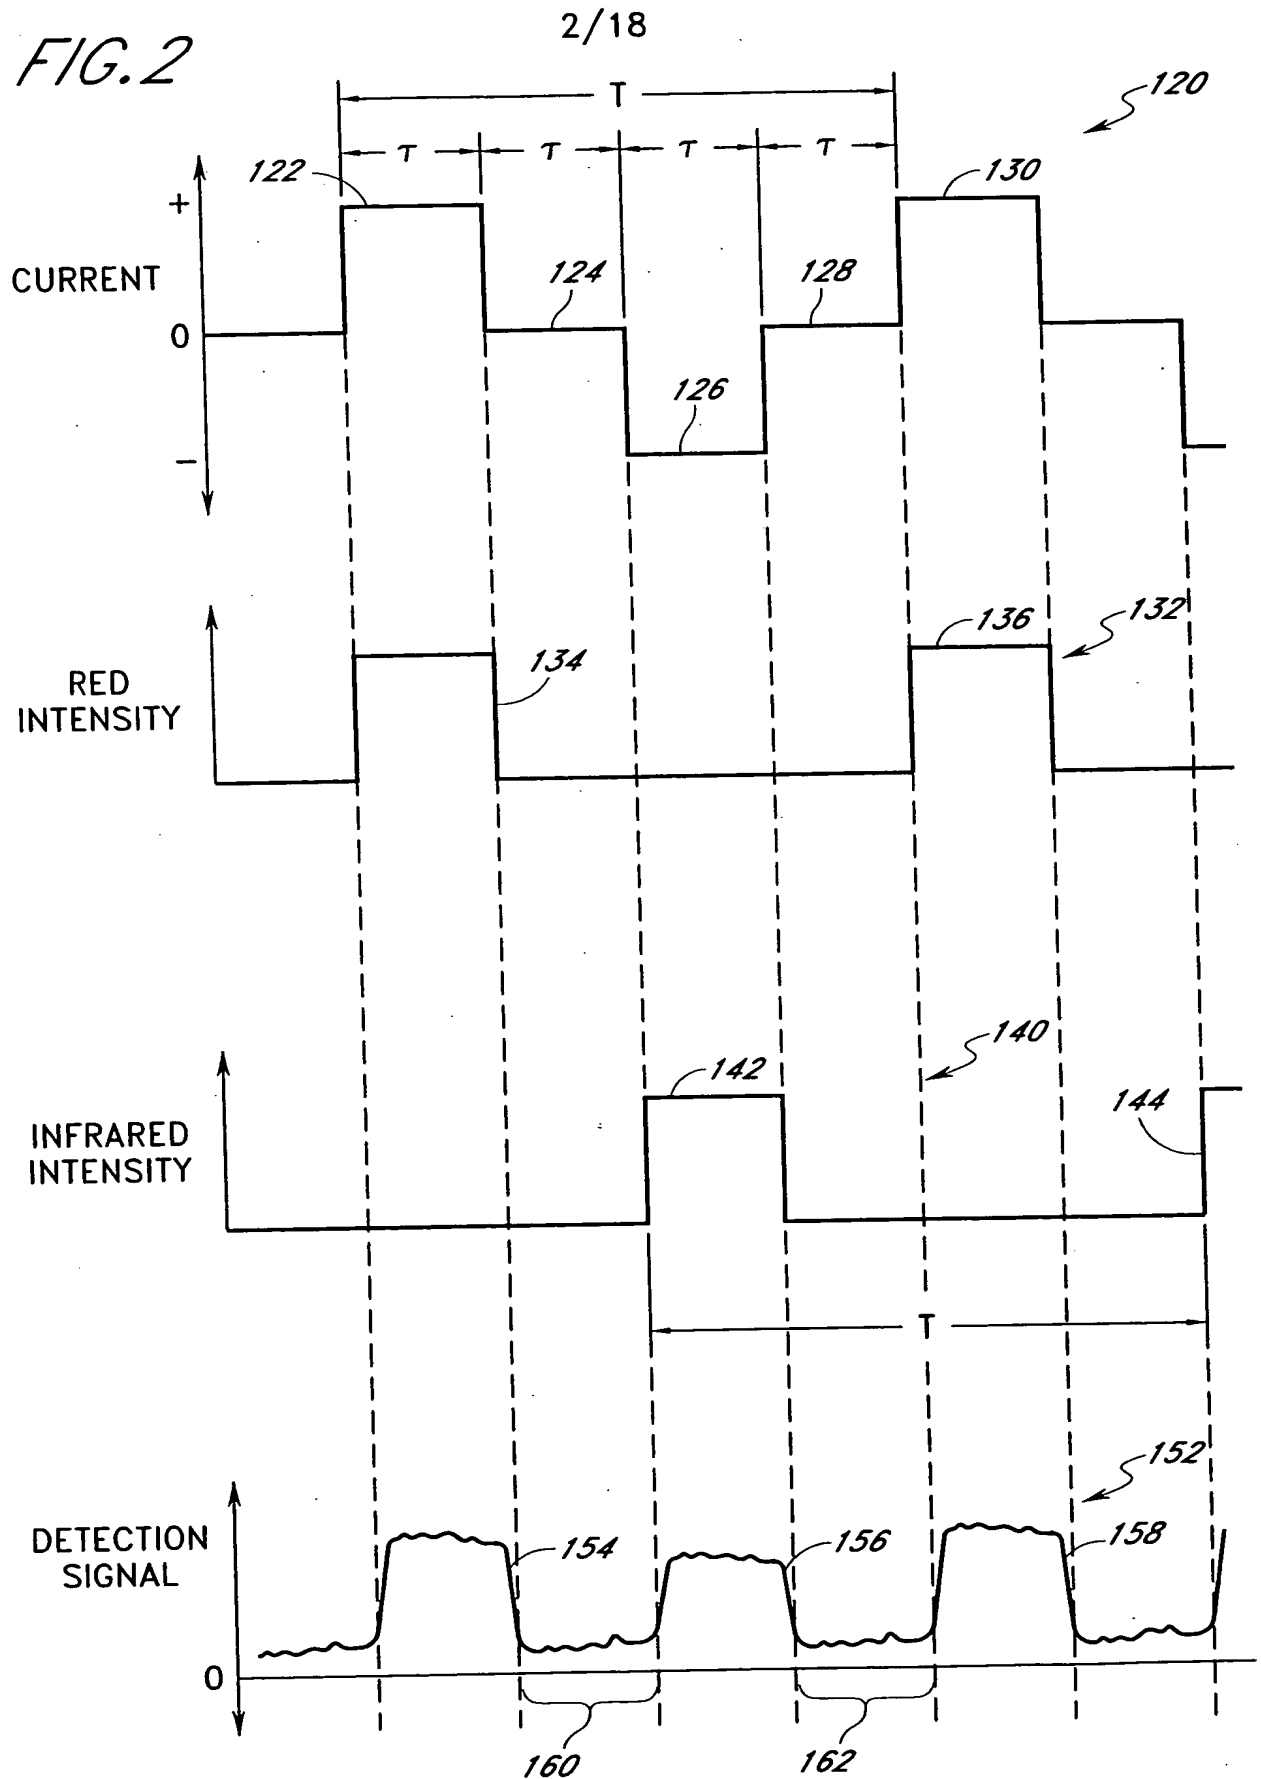 2/18
FIG.2
T
120
τ τ τ τ
122
130
+
CURRENT
124
128
0
126
−
132
136
134
RED
INTENSITY
140
142
144
INFRARED
INTENSITY
T
152
DETECTION
SIGNAL
154
156
158
0
160
162